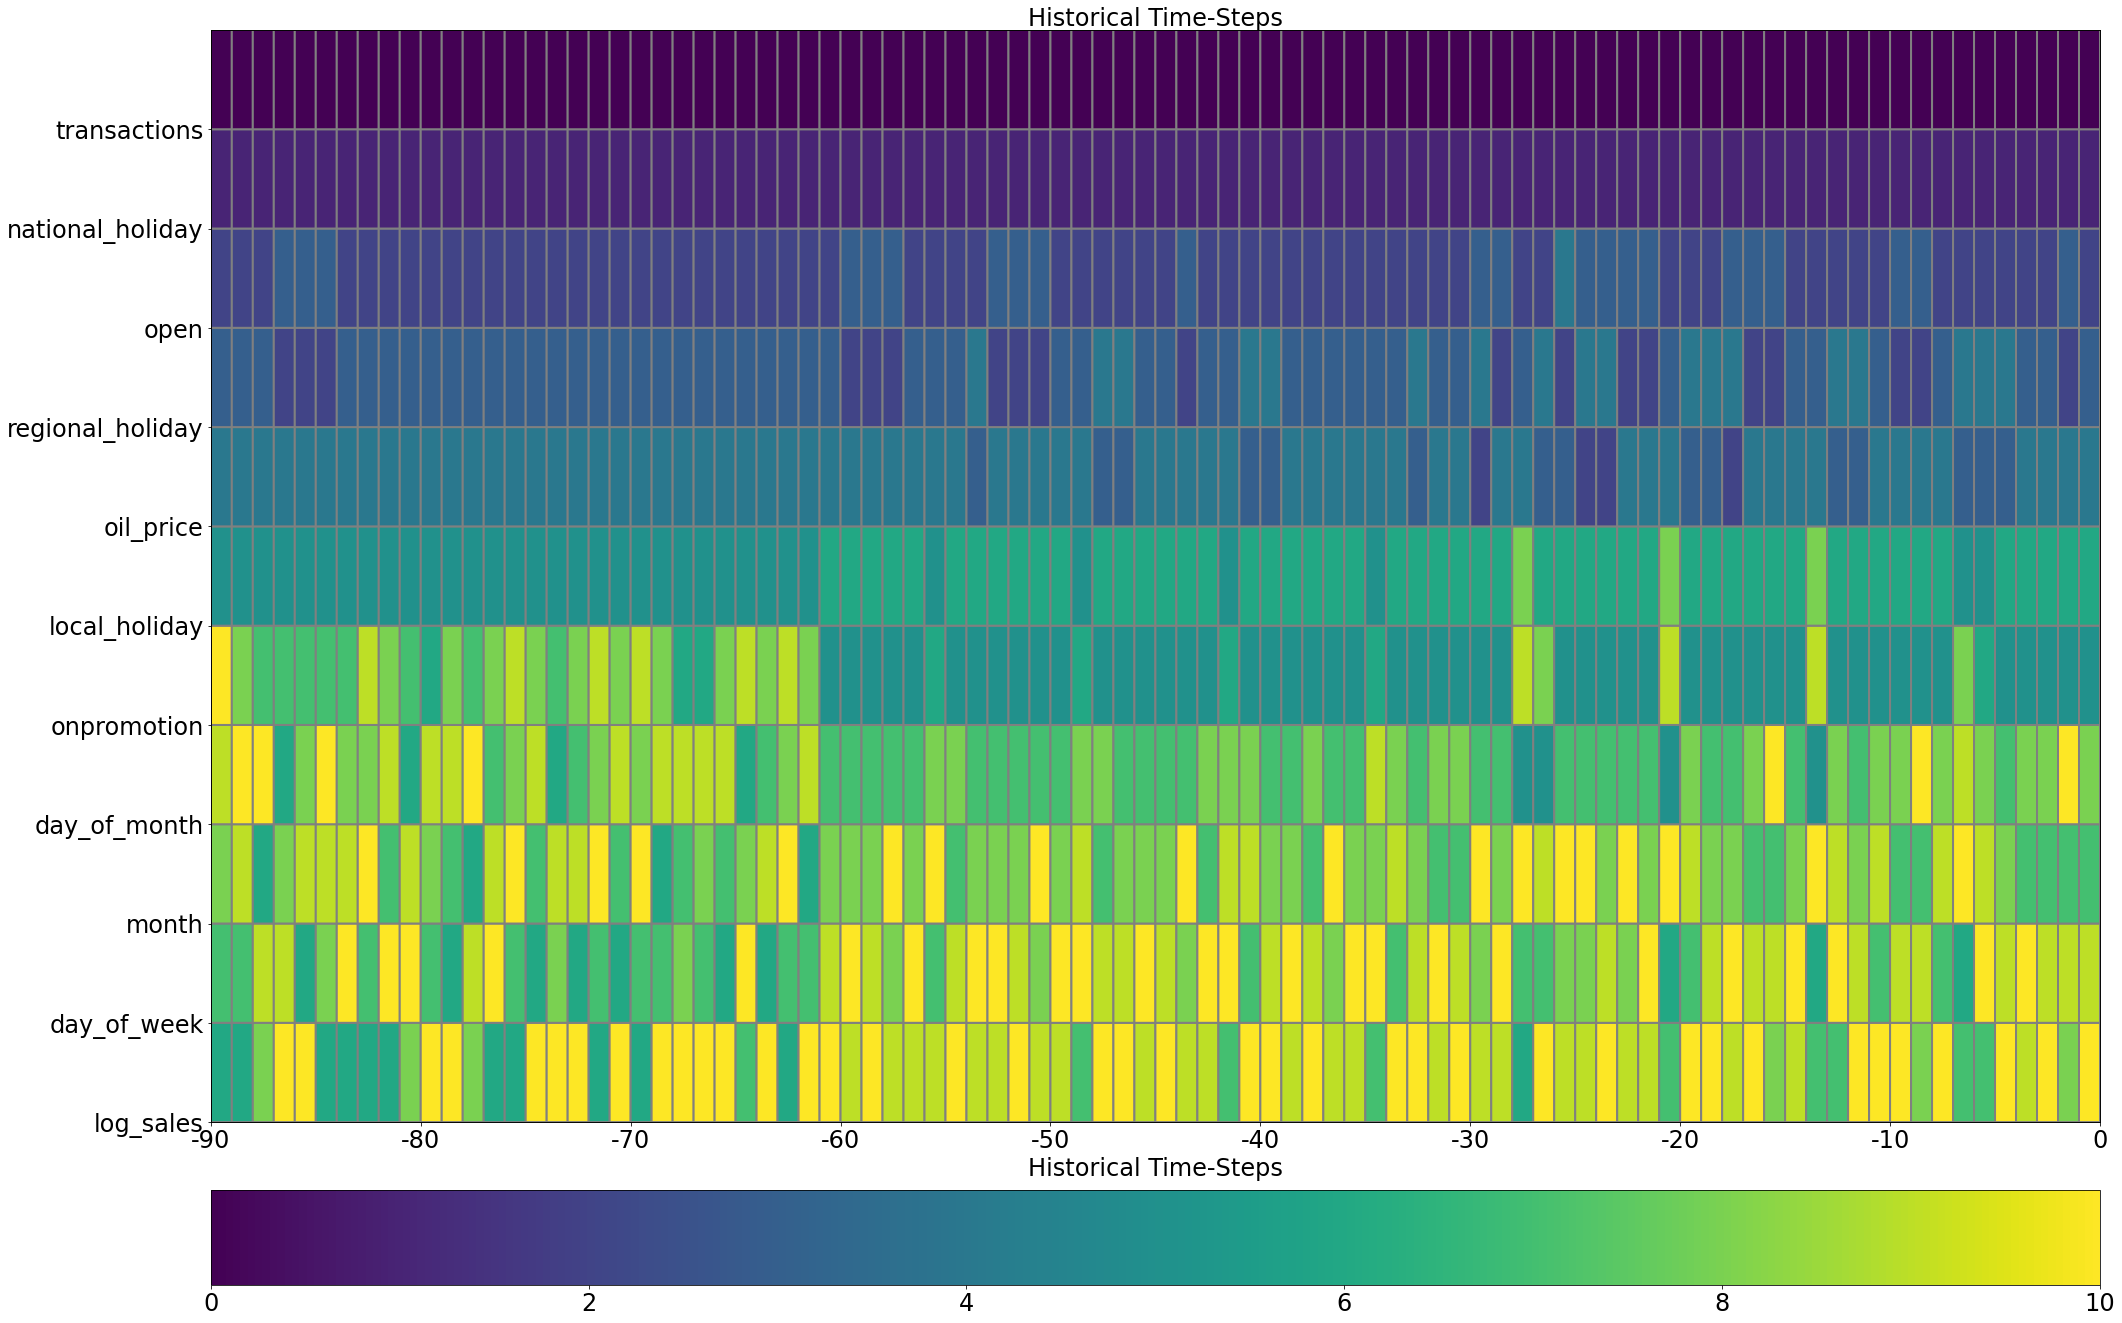 Historical Time-Steps
transactions
national_holiday
open
regional_holiday
oil_price
local_holiday
onpromotion
day_of_month
month
day_of_week
log_sales
-90 -80 -70 -60 -50 -40 -30 -20 -10 0
Historical Time-Steps
0 2 4 6 8 10